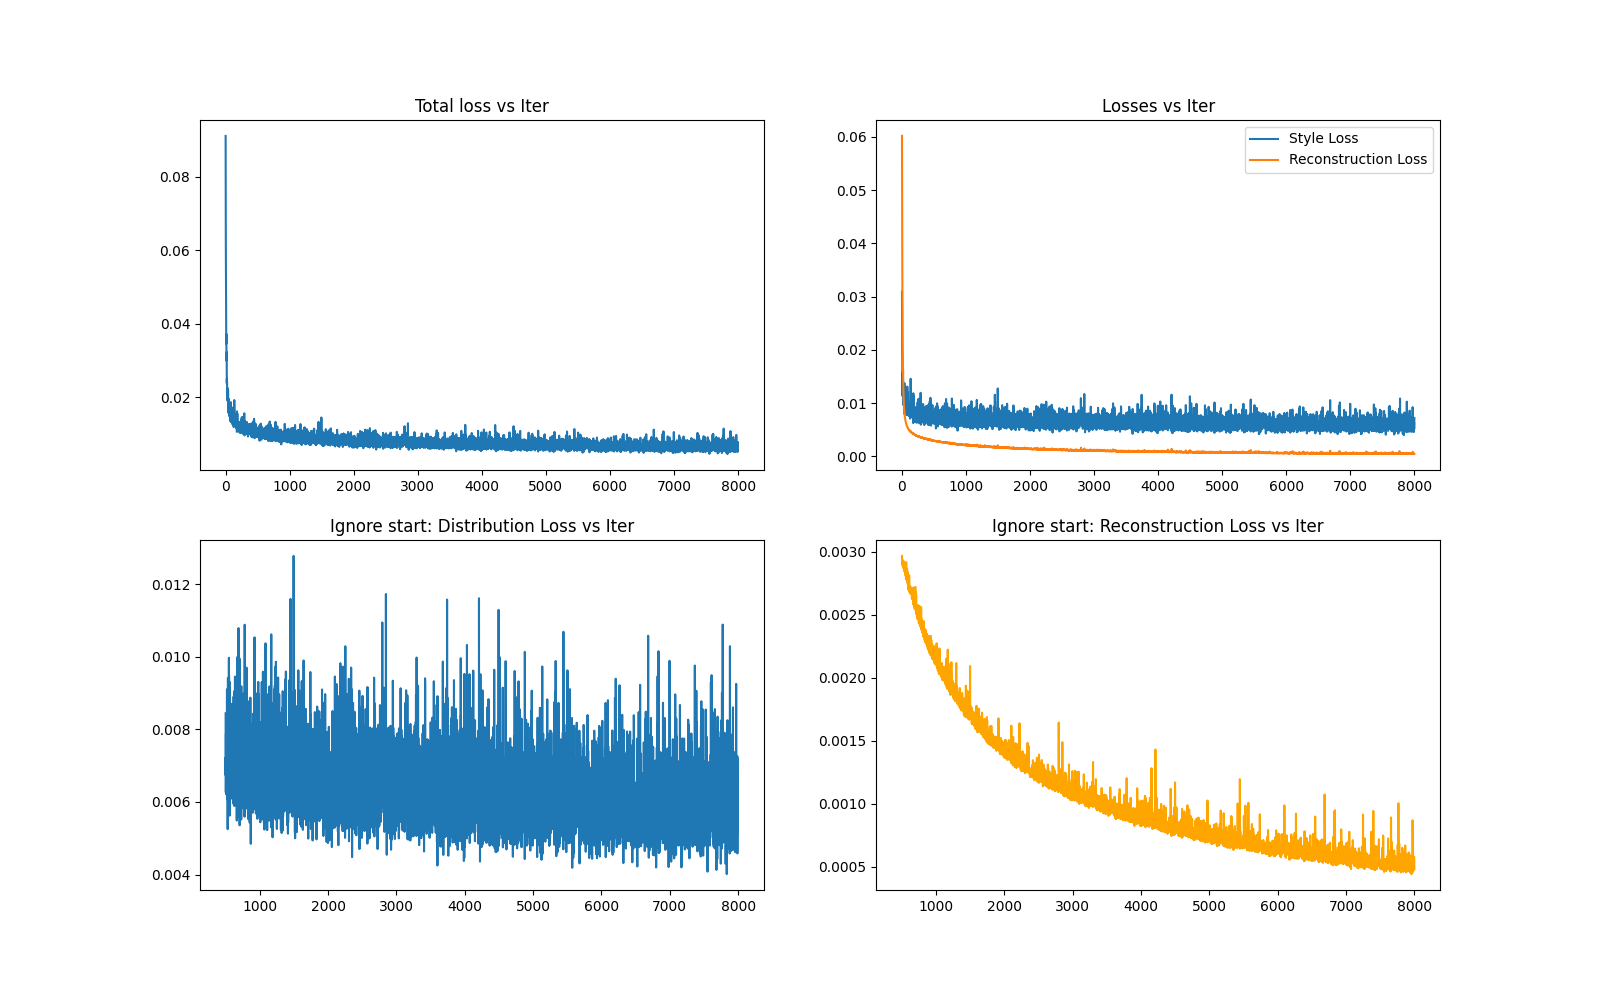 Total loss vs Iter
0.08
0.06
0.04
0.02
0 1000 2000 3000 4000 5000 6000 7000 8000
Losses vs Iter
Style Loss
Reconstruction Loss
0.06
0.05
0.04
0.03
0.02
0.01
0.00
0 1000 2000 3000 4000 5000 6000 7000 8000
Ignore start: Distribution Loss vs Iter
0.012
0.010
0.008
0.006
0.004
1000 2000 3000 4000 5000 6000 7000 8000
Ignore start: Reconstruction Loss vs Iter
0.0030
0.0025
0.0020
0.0015
0.0010
0.0005
1000 2000 3000 4000 5000 6000 7000 8000